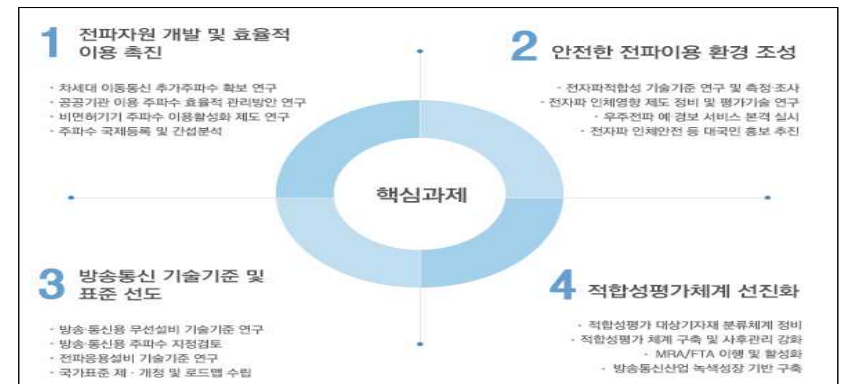 1 전파자원 개발 및 효율적
이용 촉진
· 차세대 이동통신 추가주파수 확보 연구
· 공공기관 이용 주파수 효율적 관리방안 연구
· 비면허기기 주파수 이용활성화 제도 연구
· 주파수 국제등록 및 간섭분석
2 안전한 전파이용 환경 조성
· 전자파적합성 기술기준 연구 및 측정·조사
· 전자파 인체영향 제도 정비 및 평가기술 연구
· 우주전파 예·경보 서비스 본격 실시
· 전자파 인체안전 등 대국민 홍보 추진
핵심과제
3 방송통신 기술기준 및
표준 선도
· 방송·통신용 무선설비 기술기준 연구
· 방송·통신용 주파수 지정검토
· 전파응용설비 기술기준 연구
· 국가표준 제·개정 및 로드맵 수립
4 적합성평가체계 선진화
· 적합성평가 대상기자재 분류체계 정비
· 적합성평가 체계 구축 및 사후관리 강화
· MRA/FTA 이행 및 활성화
· 방송통신산업 녹색성장 기반 구축